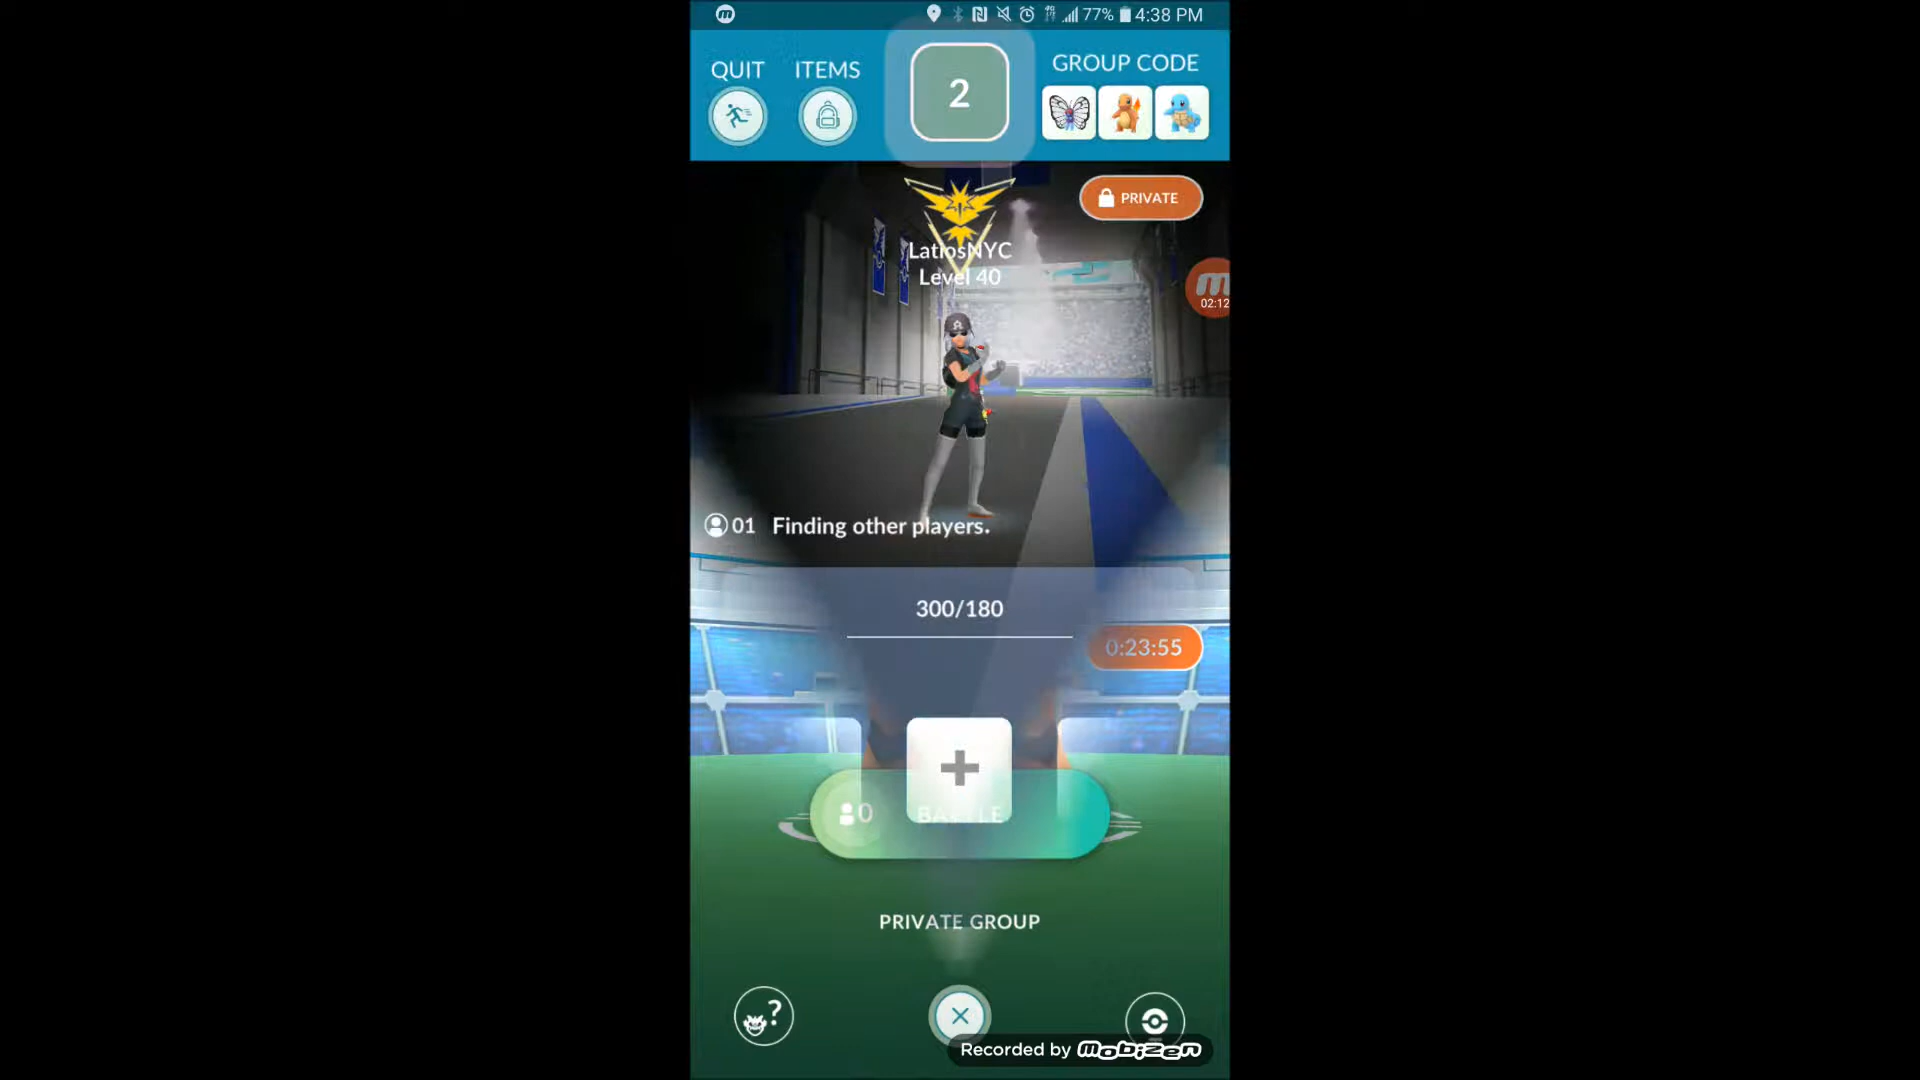 77% 4:38 PM
QUIT ITEMS
2
GROUP CODE
PRIVATE
LatiosNYC
Level 40
02:12
01 Finding other players.
300/180
0:23:55
0 BATTLE
PRIVATE GROUP
?
Recorded by mobizen